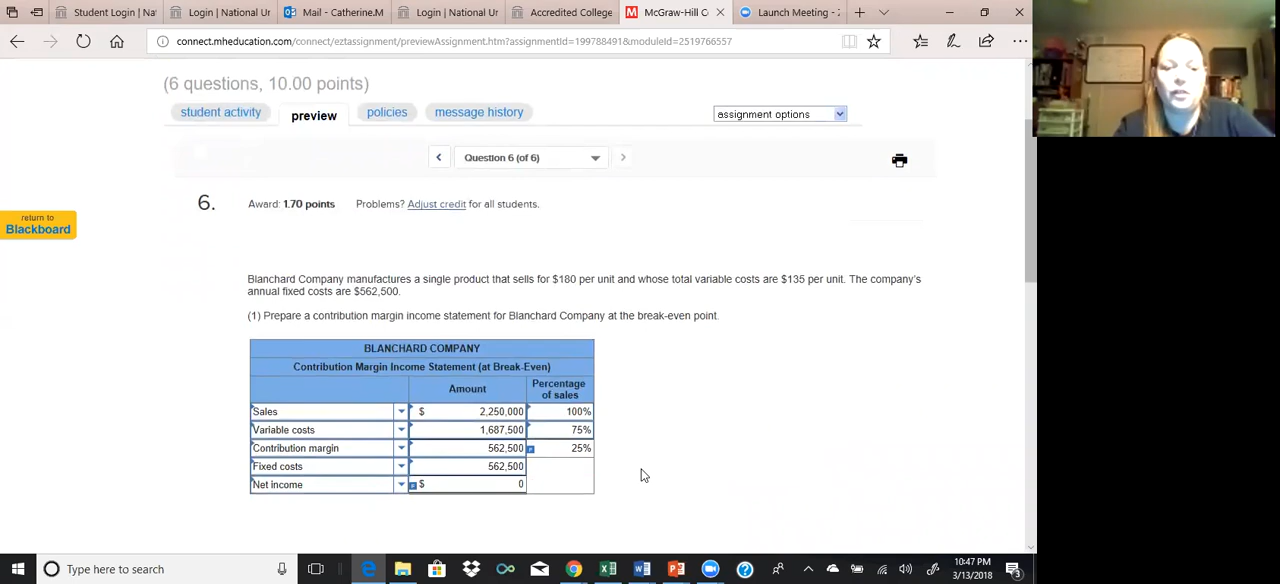 Student Login | Nat
Login | National Ur
Mail - Catherine.M
Login | National Ur
Accredited College
McGraw-Hill Co
Launch Meeting - Z
connect.mheducation.com/connect/eztassignment/previewAssignment.htm?assignmentId=199788491&moduleId=2519766557
(6 questions, 10.00 points)
student activity preview policies message history assignment options
Question 6 (of 6)
6. Award: 1.70 points Problems? Adjust credit for all students.
return to
Blackboard
Blanchard Company manufactures a single product that sells for $180 per unit and whose total variable costs are $135 per unit. The company's
annual fixed costs are $562,500.
(1) Prepare a contribution margin income statement for Blanchard Company at the break-even point.
BLANCHARD COMPANY
Contribution Margin Income Statement (at Break-Even)
Amount Percentage
of sales
Sales $ 2,250,000 100%
Variable costs 1,687,500 75%
Contribution margin 562,500 25%
Fixed costs 562,500
Net income $ 0
Type here to search
10:47 PM
3/13/2018
3